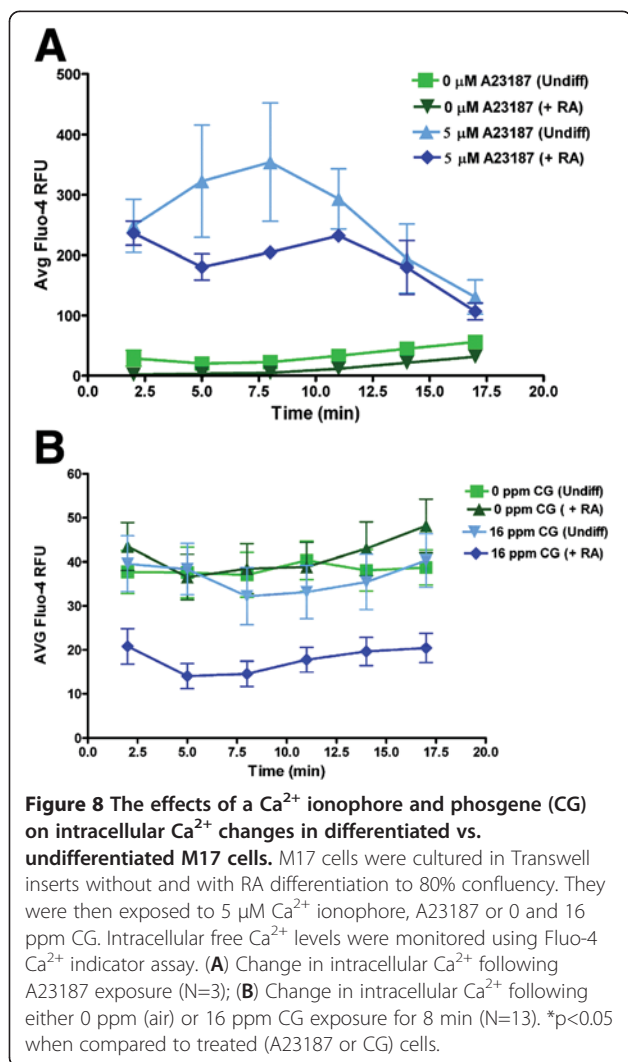 A
500
400
300
200
100
0
Avg Fluo-4 RFU
0 μM A23187 (Undiff)
0 μM A23187 (+ RA)
5 μM A23187 (Undiff)
5 μM A23187 (+ RA)
0.0 2.5 5.0 7.5 10.0 12.5 15.0 17.5 20.0
Time (min)
B
60
50
40
30
20
10
0
AVG Fluo-4 RFU
0 ppm CG (Undiff)
0 ppm CG ( + RA)
16 ppm CG (Undiff)
16 ppm CG (+ RA)
0.0 2.5 5.0 7.5 10.0 12.5 15.0 17.5 20.0
Time (min)
Figure 8 The effects of a Ca²⁺ ionophore and phosgene (CG)
on intracellular Ca²⁺ changes in differentiated vs.
undifferentiated M17 cells. M17 cells were cultured in Transwell
inserts without and with RA differentiation to 80% confluency. They
were then exposed to 5 μM Ca²⁺ ionophore, A23187 or 0 and 16
ppm CG. Intracellular free Ca²⁺ levels were monitored using Fluo-4
Ca²⁺ indicator assay. (A) Change in intracellular Ca²⁺ following
A23187 exposure (N=3); (B) Change in intracellular Ca²⁺ following
either 0 ppm (air) or 16 ppm CG exposure for 8 min (N=13). *p<0.05
when compared to treated (A23187 or CG) cells.